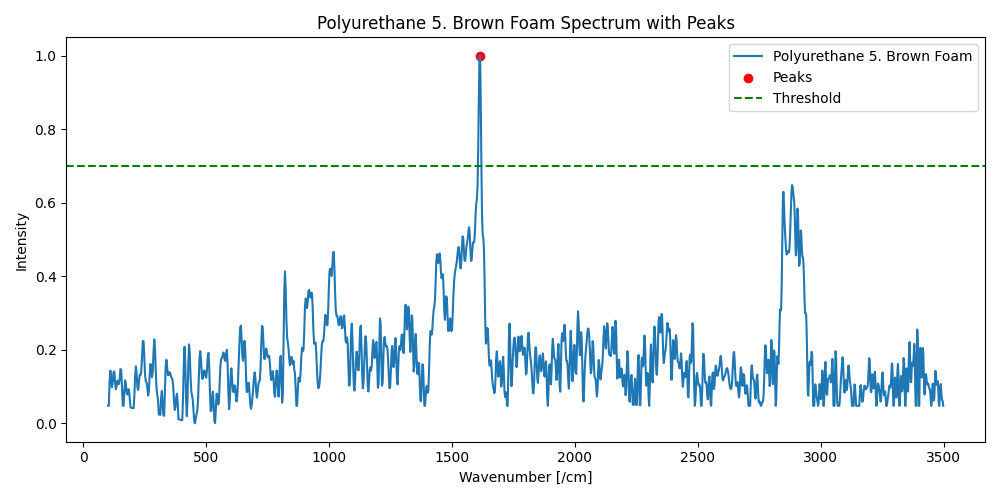 Polyurethane 5. Brown Foam Spectrum with Peaks
Polyurethane 5. Brown Foam
Peaks
Threshold
Intensity
1.0
0.8
0.6
0.4
0.2
0.0
0 500 1000 1500 2000 2500 3000 3500
Wavenumber [/cm]